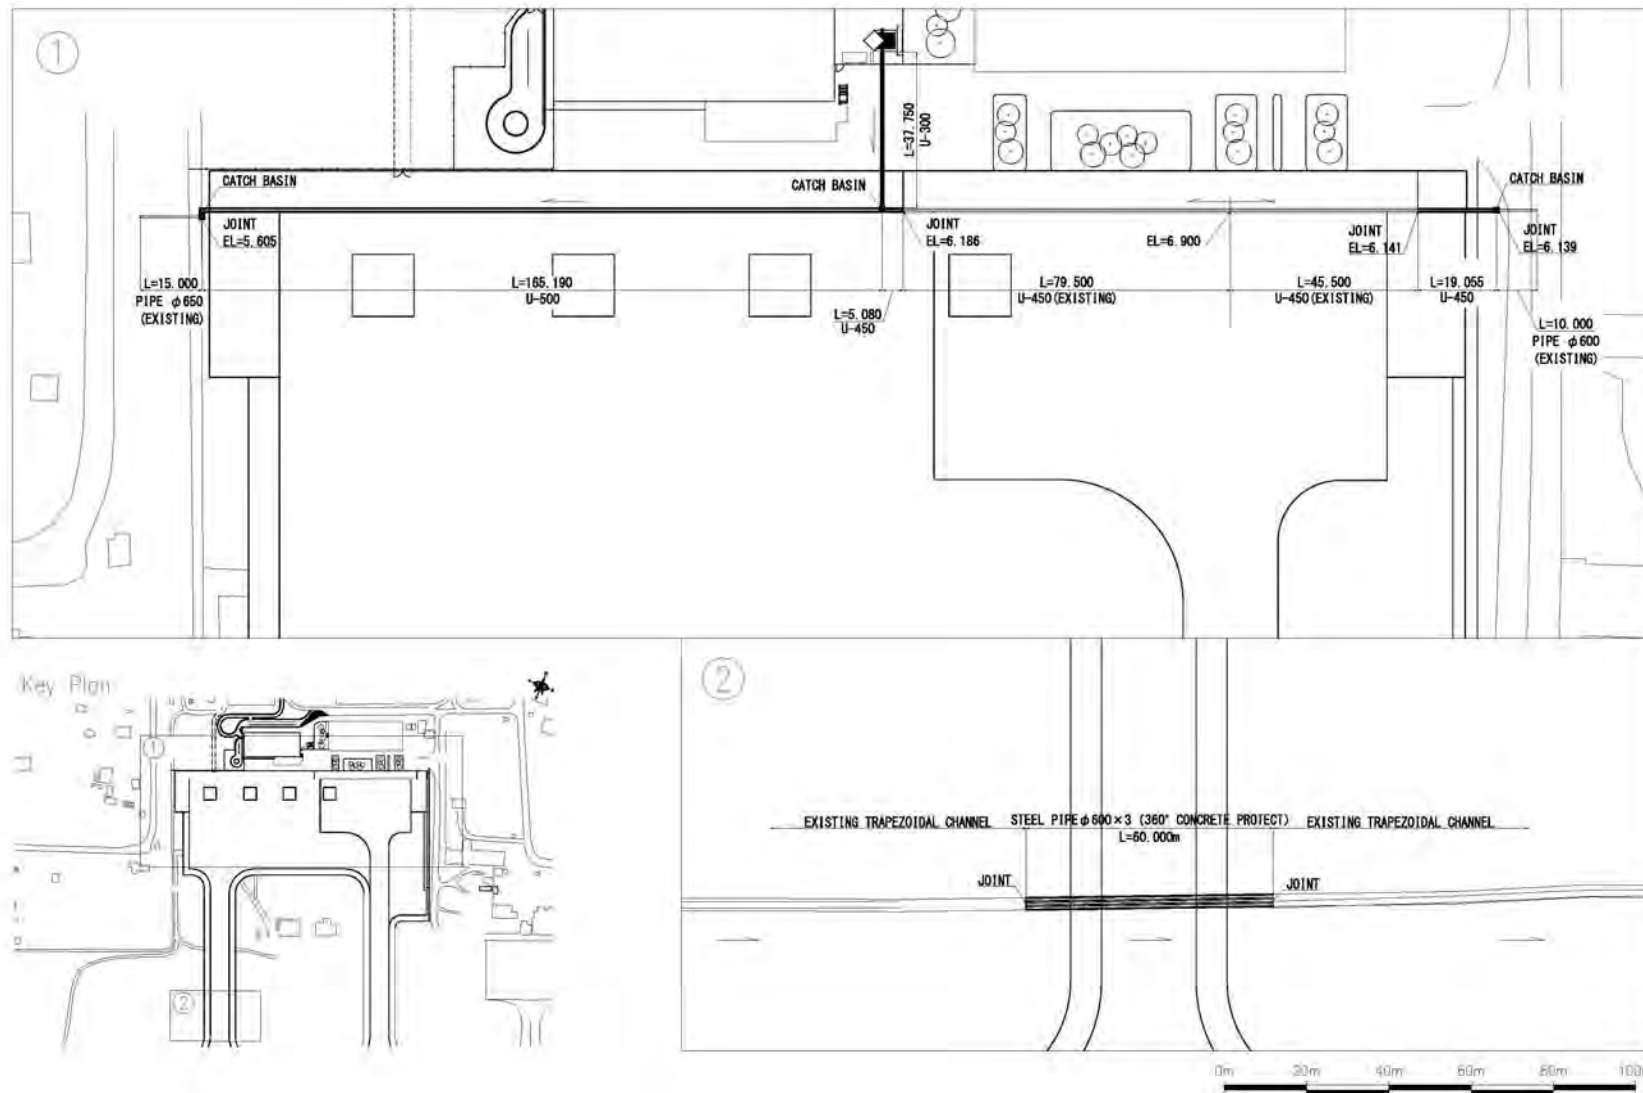 1
L=37.750
U-300
CATCH BASIN
CATCH BASIN
CATCH BASIN
JOINT
EL=5.605
JOINT
EL=6.186
EL=6.900
JOINT
EL=6.141
JOINT
EL=6.139
L=15.000
PIPE φ650
(EXISTING)
L=165.190
U-500
L=5.080
U-450
L=79.500
U-450(EXISTING)
L=45.500
U-450(EXISTING)
L=19.055
U-450
L=10.000
PIPE φ600
(EXISTING)
Key Plan
1
2
2
EXISTING TRAPEZOIDAL CHANNEL
STEEL PIPEφ600×3 (360° CONCRETE PROTECT)
L=60.000m
EXISTING TRAPEZOIDAL CHANNEL
JOINT
JOINT
0m 20m 40m 60m 80m